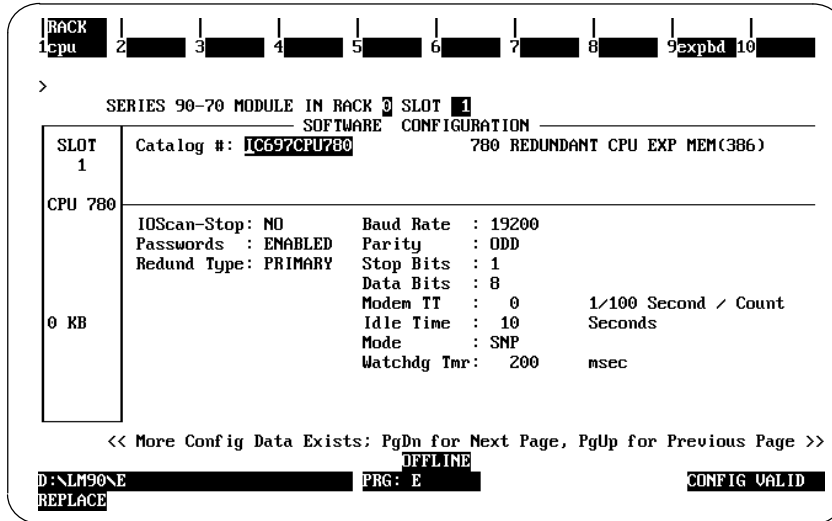 RACK
1cpu 2 3 4 5 6 7 8 9expbd 10
>
SERIES 90-70 MODULE IN RACK 0 SLOT 1
SOFTWARE CONFIGURATION
SLOT Catalog #: IC697CPU780 780 REDUNDANT CPU EXP MEM(386)
1
CPU 780
IOScan-Stop: NO Baud Rate : 19200
Passwords : ENABLED Parity : ODD
Redund Type: PRIMARY Stop Bits : 1
Data Bits : 8
Modem TT : 0 1/100 Second / Count
0 KB Idle Time : 10 Seconds
Mode : SNP
Watchdg Tmr: 200 msec
<< More Config Data Exists; PgDn for Next Page, PgUp for Previous Page >>
OFFLINE
D:\LM90\E PRG: E CONFIG VALID
REPLACE